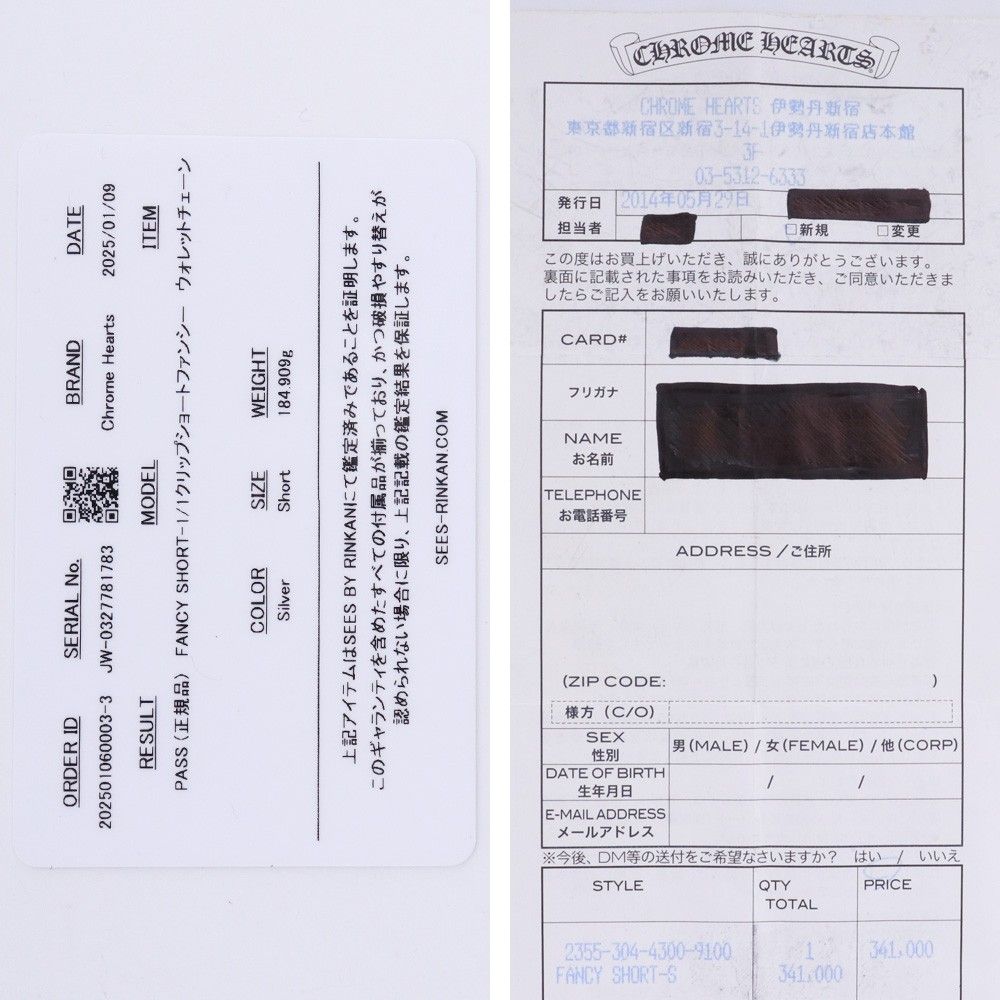 ORDER ID
202501060003-3
SERIAL No.
JW-0327781783
BRAND
Chrome Hearts
DATE
2025/01/09
RESULT
PASS (正規品)
MODEL
FANCY SHORT-1/1クリップショートファンシー
ITEM
ウォレットチェーン
COLOR
Silver
SIZE
Short
WEIGHT
184.909g
上記アイテムはSEES BY RINKANにて鑑定済みであることを証明します。
このギャランティを含めたすべての付属品が揃っており、かつ破損やすり替えが
認められない場合に限り、上記記載の鑑定結果を保証します。
SEES-RINKAN.COM
CHROME HEARTS
CHROME HEARTS 伊勢丹新宿
東京都新宿区新宿3-14-1伊勢丹新宿店本館
3F
03-5312-6333
発行日 2014年05月29日
担当者 □新規 □変更
この度はお買上げいただき、誠にありがとうございます。
裏面に記載された事項をお読みいただき、ご同意いただきま
したらご記入をお願いいたします。
CARD#
フリガナ
NAME
お名前
TELEPHONE
お電話番号
ADDRESS /ご住所
(ZIP CODE: )
様方 (C/O)
SEX
性別
男(MALE) / 女(FEMALE) / 他(CORP)
DATE OF BIRTH
生年月日
/ /
E-MAIL ADDRESS
メールアドレス
※今後、DM等の送付をご希望なさいますか? はい / いいえ
STYLE QTY PRICE
TOTAL
2355-304-4300-9100 1 341,000
FANCY SHORT-S 341,000